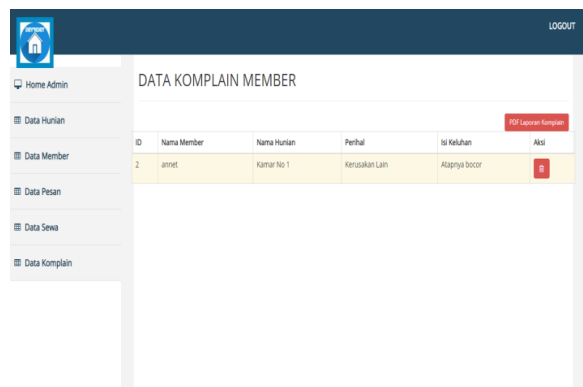 LOGOUT
Home Admin
Data Hunian
Data Member
Data Pesan
Data Sewa
Data Komplain
DATA KOMPLAIN MEMBER
PDF Laporan Komplain
ID Nama Member Nama Hunian Perihal Isi Keluhan Aksi
2 annet Kamar No 1 Kerusakan Lain Atapnya bocor